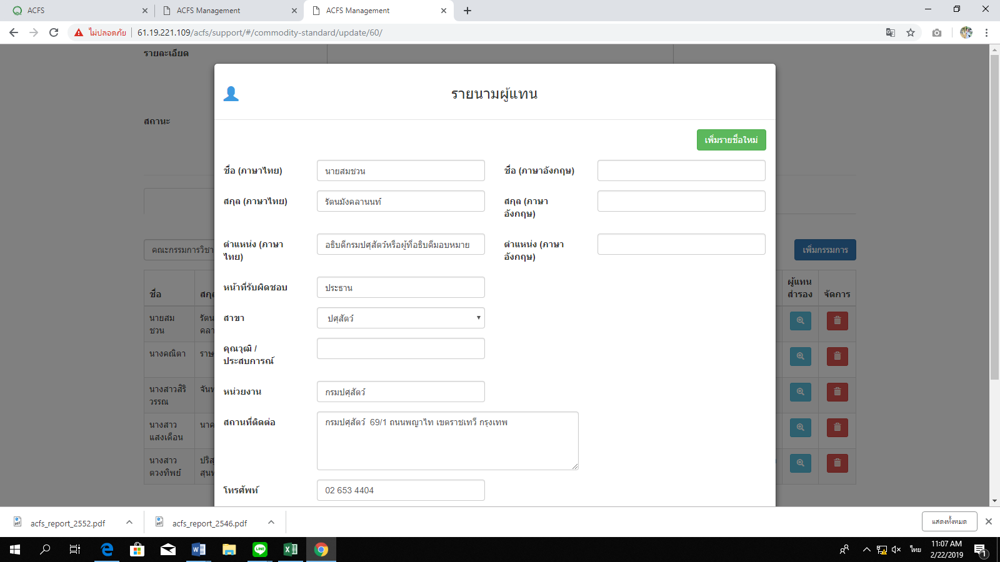 ACFS
ACFS Management
ACFS Management
ไม่ปลอดภัย
61.19.221.109/acfs/support/#/commodity-standard/update/60/
รายละเอียด
สถานะ
รายนามผู้แทน
เพิ่มรายชื่อใหม่
ชื่อ (ภาษาไทย) นายสมชวน ชื่อ (ภาษาอังกฤษ)
สกุล (ภาษาไทย) รัตนมังคลานนท์ สกุล (ภาษา
อังกฤษ)
ตำแหน่ง (ภาษา อธิบดีกรมปศุสัตว์หรือผู้ที่อธิบดีมอบหมาย ตำแหน่ง (ภาษา
ไทย) อังกฤษ)
หน้าที่รับผิดชอบ ประธาน
สาขา ปศุสัตว์
คุณวุฒิ /
ประสบการณ์
หน่วยงาน กรมปศุสัตว์
สถานที่ติดต่อ กรมปศุสัตว์ 69/1 ถนนพญาไท เขตราชเทวี กรุงเทพ
โทรศัพท์ 02 653 4404
คณะกรรมการวิชา
เพิ่มกรรมการ
ชื่อ
ผู้แทน
สำรอง
จัดการ
นายสม
ชวน
รัตน
คลา
นางคณิตา
ราษ
นางสาวสิริ
วรรณ
จันท
นางสาว
แสงเดือน
นาค
นางสาว
ดวงทิพย์
ปริสุ
สุนท
acfs_report_2552.pdf
acfs_report_2546.pdf
แสดงทั้งหมด
LINE
ไทย
11:07 AM
2/22/2019
1